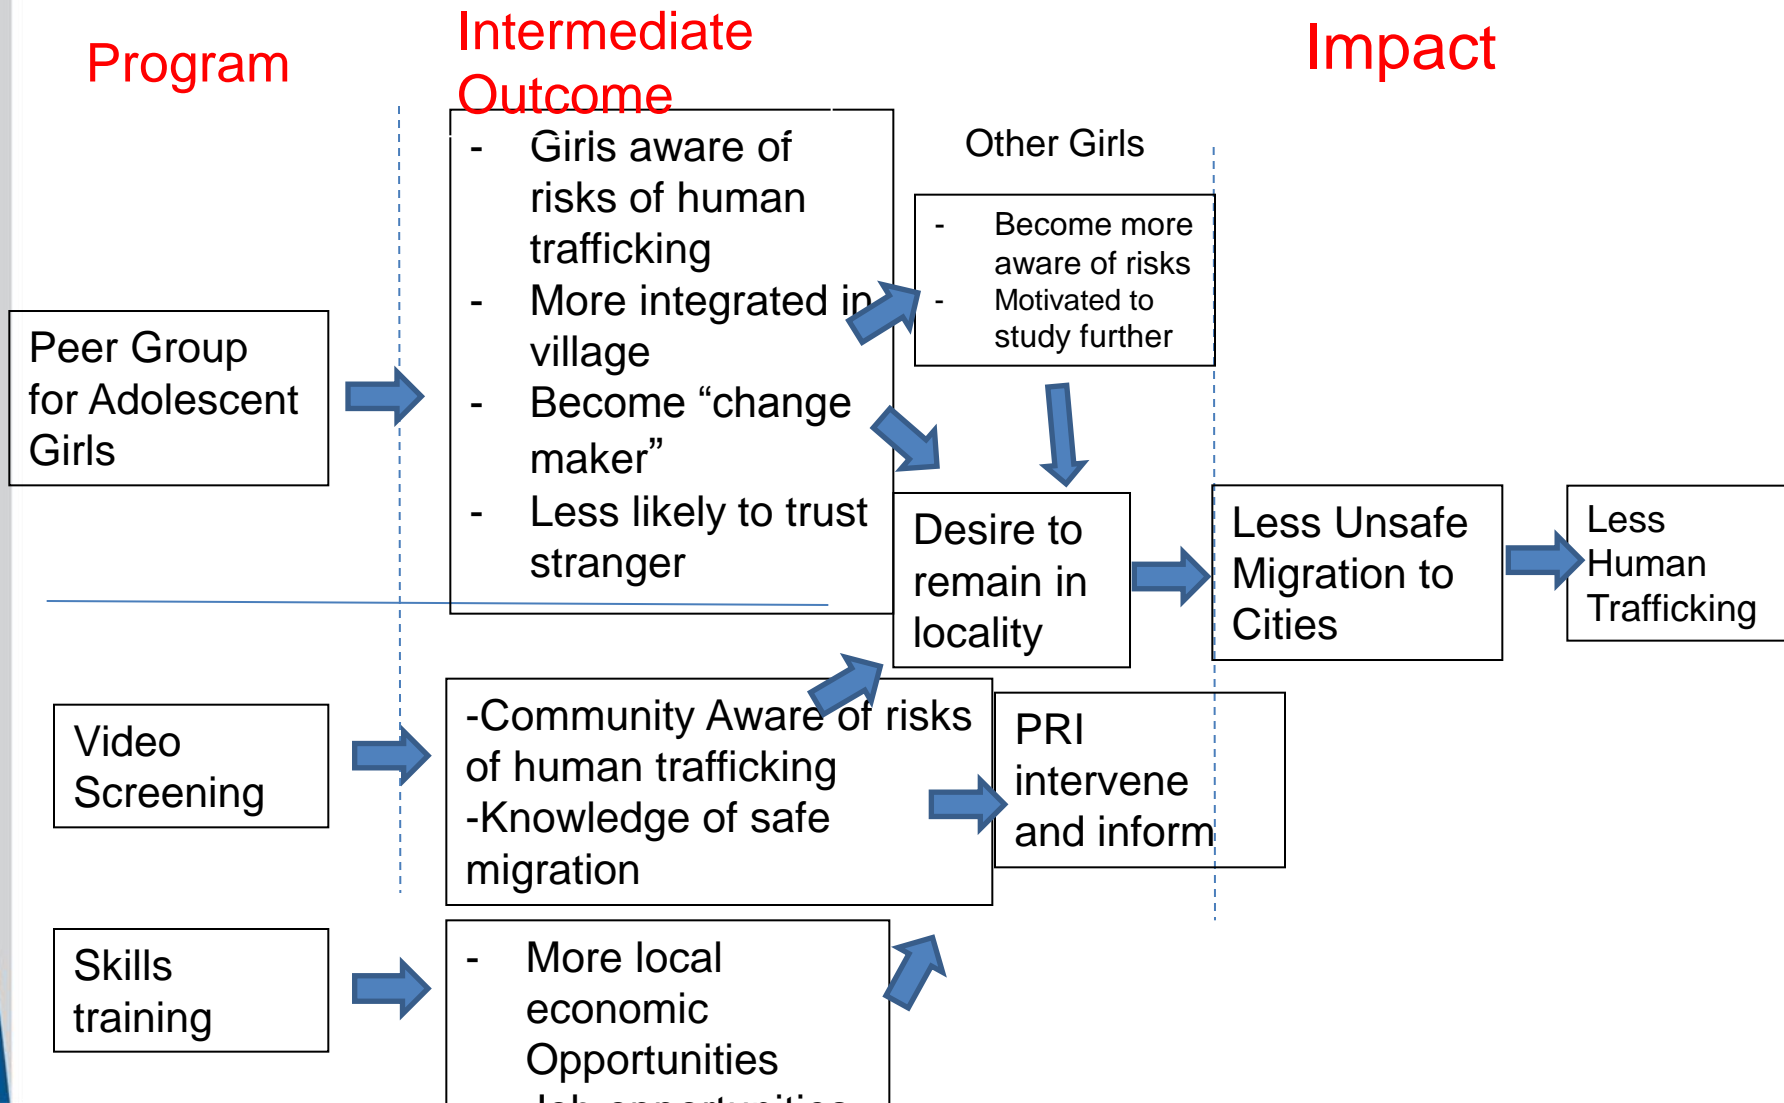 Program
Intermediate
Outcome
Impact
Peer Group
for Adolescent
Girls
- Girls aware of
risks of human
trafficking
- More integrated in
village
- Become “change
maker”
- Less likely to trust
stranger
Other Girls
- Become more
aware of risks
- Motivated to
study further
Desire to
remain in
locality
Less Unsafe
Migration to
Cities
Less
Human
Trafficking
Video
Screening
-Community Aware of risks
of human trafficking
-Knowledge of safe
migration
PRI
intervene
and inform
Skills
training
- More local
economic
Opportunities
Job opportunities